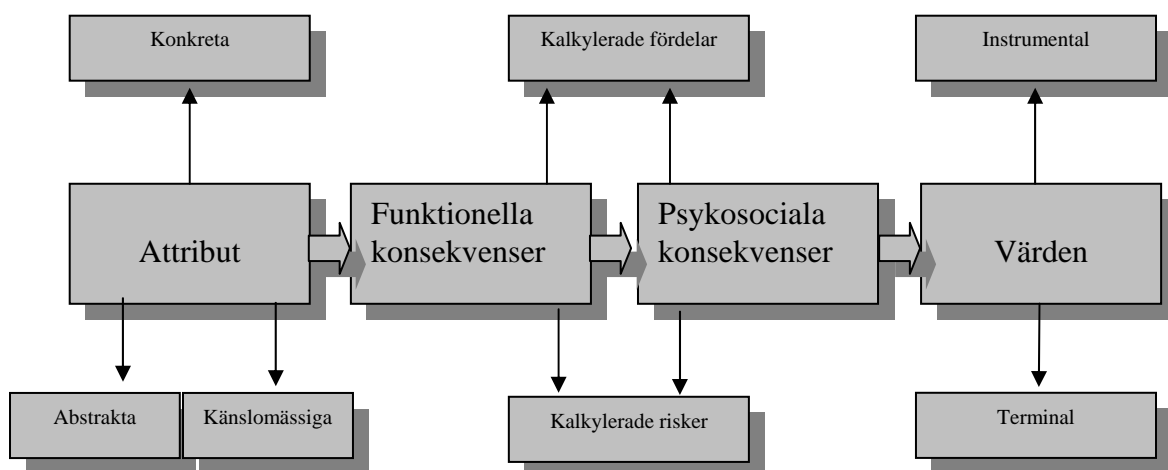 Konkreta
Kalkylerade fördelar
Instrumental
Attribut
Funktionella
konsekvenser
Psykosociala
konsekvenser
Värden
Abstrakta
Känslomässiga
Kalkylerade risker
Terminal